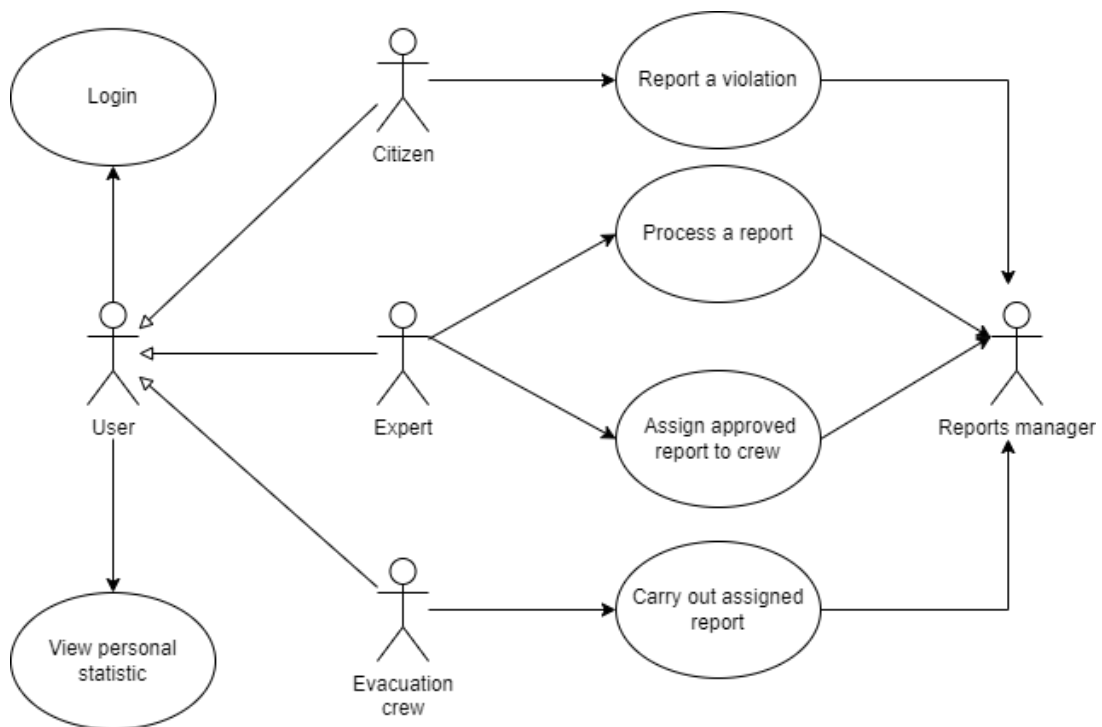 Login
Citizen
Report a violation
Process a report
User
Expert
Assign approved
report to crew
Reports manager
View personal
statistic
Evacuation
crew
Carry out assigned
report